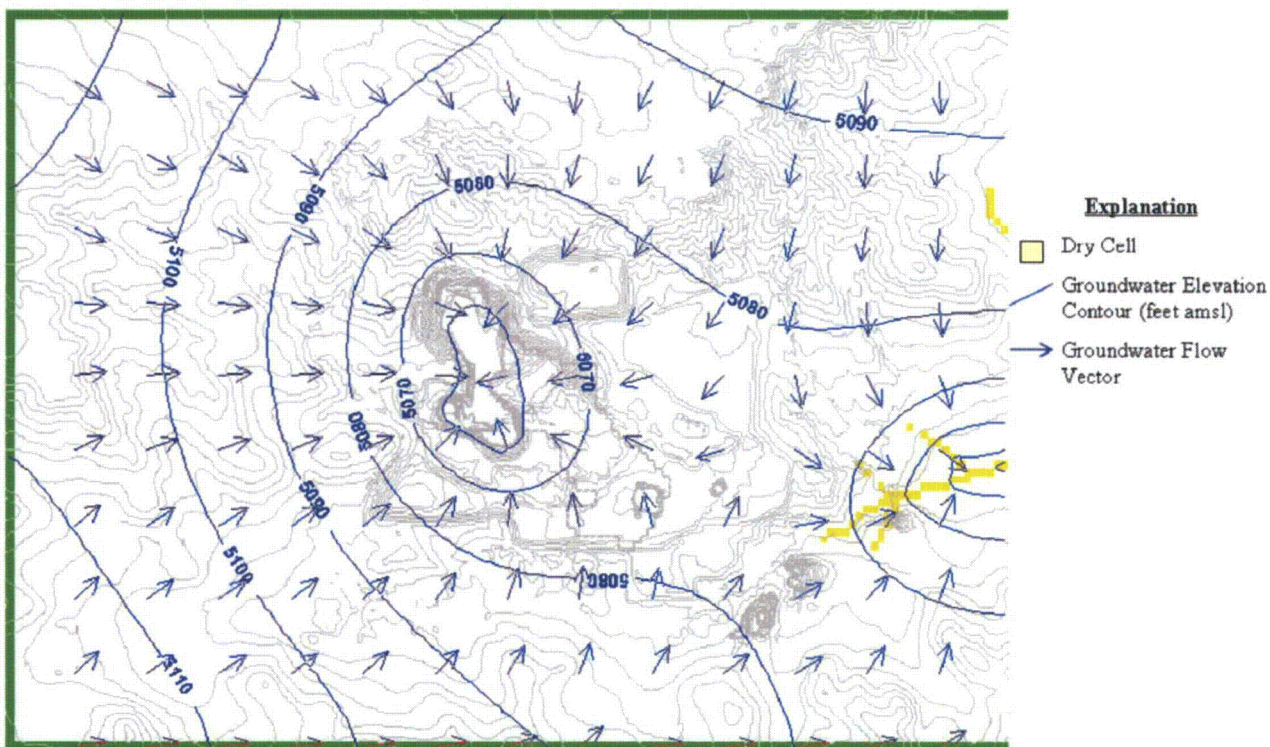 5090
5080
5090
5100
5080
5070
6070
5080
5090
5100
5080
5110
Explanation
Dry Cell
Groundwater Elevation
Contour (feet amsl)
Groundwater Flow
Vector